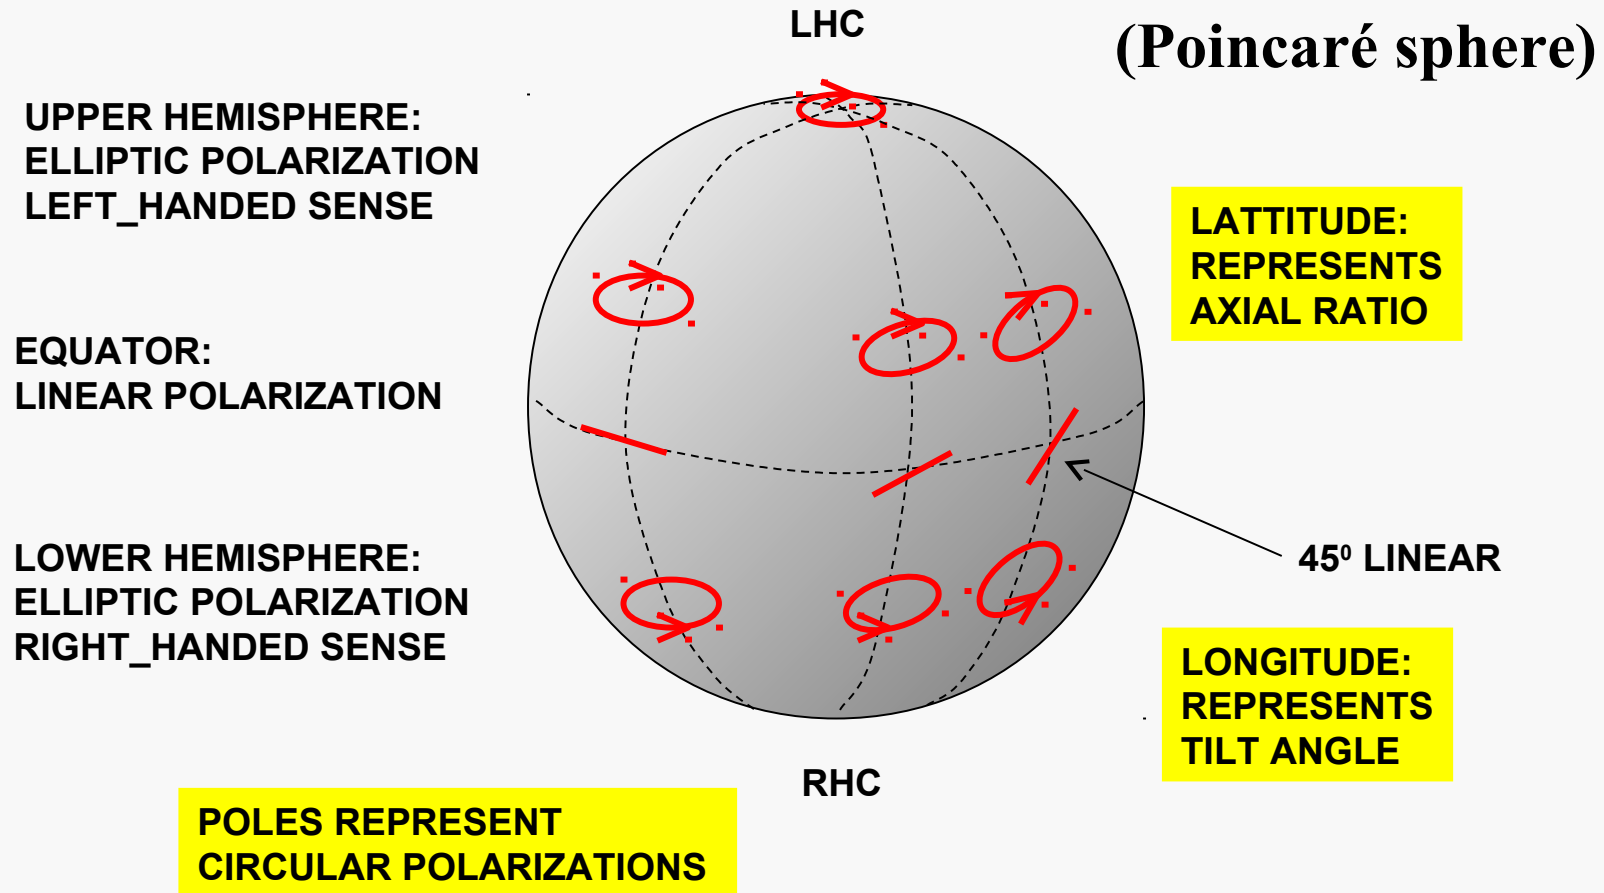 LHC
(Poincaré sphere)
UPPER HEMISPHERE:
ELLIPTIC POLARIZATION
LEFT_HANDED SENSE
LATTITUDE:
REPRESENTS
AXIAL RATIO
EQUATOR:
LINEAR POLARIZATION
45⁰ LINEAR
LOWER HEMISPHERE:
ELLIPTIC POLARIZATION
RIGHT_HANDED SENSE
LONGITUDE:
REPRESENTS
TILT ANGLE
RHC
POLES REPRESENT
CIRCULAR POLARIZATIONS